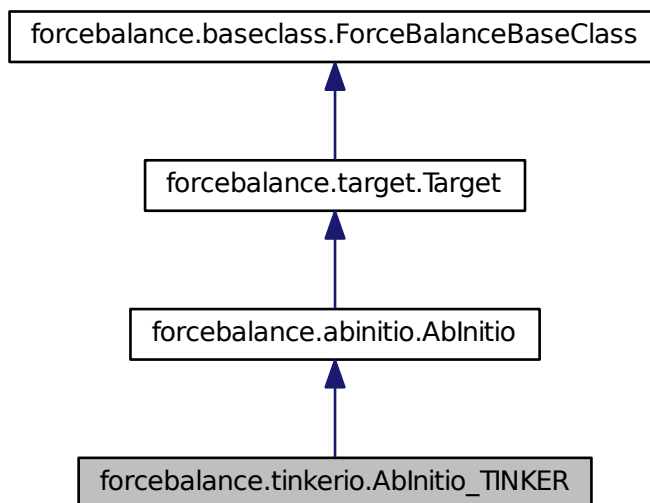 forcebalance.baseclass.ForceBalanceBaseClass
forcebalance.target.Target
forcebalance.abinitio.AbInitio
forcebalance.tinkerio.AbInitio_TINKER